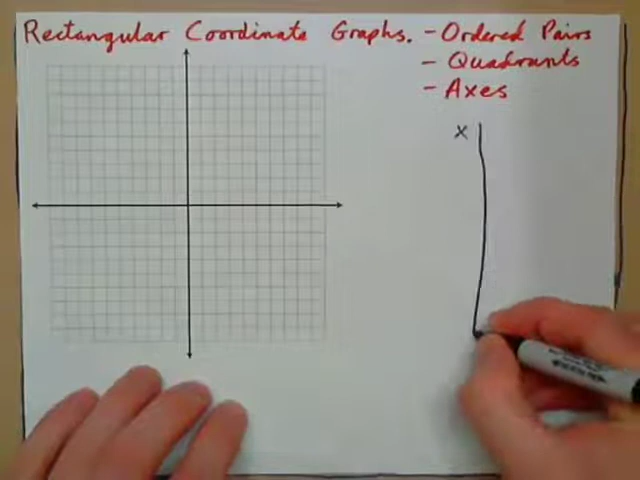 Rectangular Coordinate Graphs. - Ordered Pairs
- Quadrants
- Axes
x